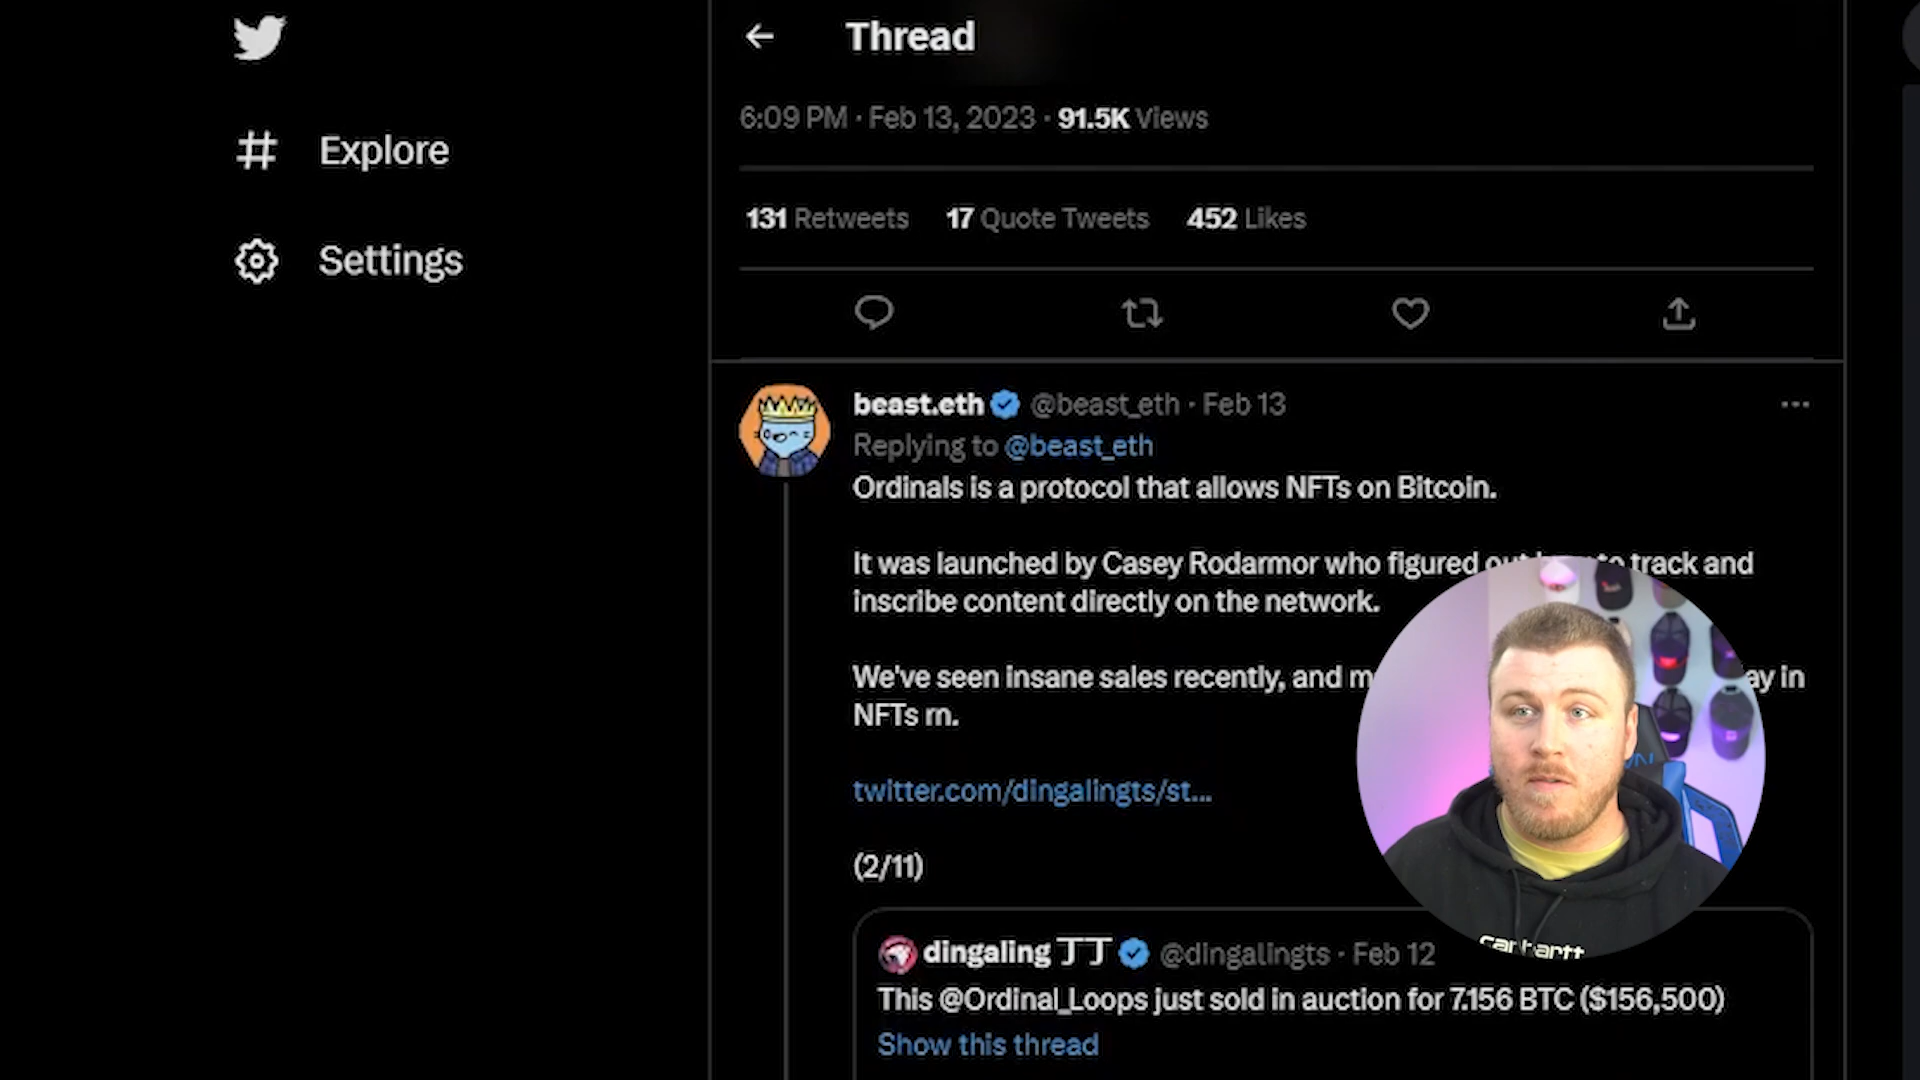 Thread
6:09 PM · Feb 13, 2023 · 91.5K Views
Explore
131 Retweets 17 Quote Tweets 452 Likes
Settings
beast.eth @beast_eth · Feb 13
Replying to @beast_eth
Ordinals is a protocol that allows NFTs on Bitcoin.
It was launched by Casey Rodarmor who figured to track and
inscribe content directly on the network.
We've seen insane sales recently, and in
NFTs rn.
twitter.com/dingalingts/st...
(2/11)
dingaling 丁丁 @dingalingts · Feb 12
carhartt
This @Ordinal_Loops just sold in auction for 7.156 BTC ($156,500)
Show this thread